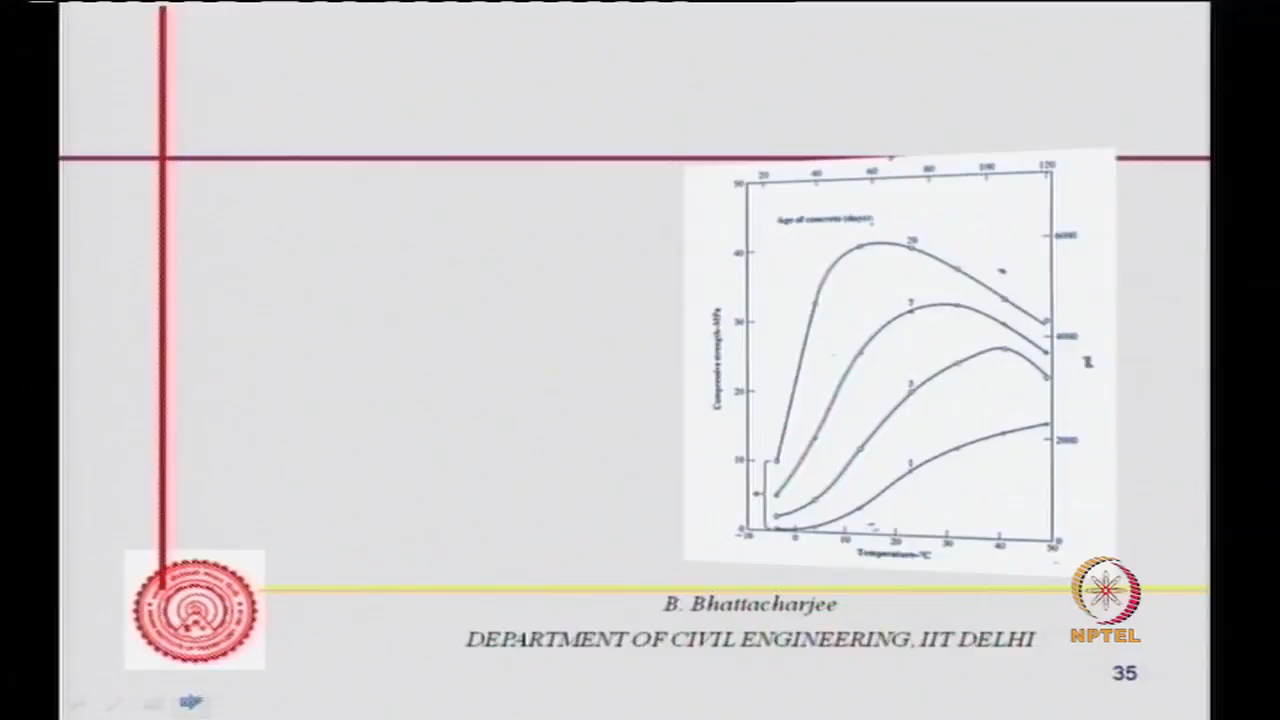 20 40 60 80 100 120
50
Age of concrete (days)
28
6000
40
7
30
4000
Compressive strength-MPa
psi
3
20
2000
1
10
0
0
-10 0 10 20 30 40 50
Temperature-°C
B. Bhattacharjee
DEPARTMENT OF CIVIL ENGINEERING, IIT DELHI
NPTEL
35